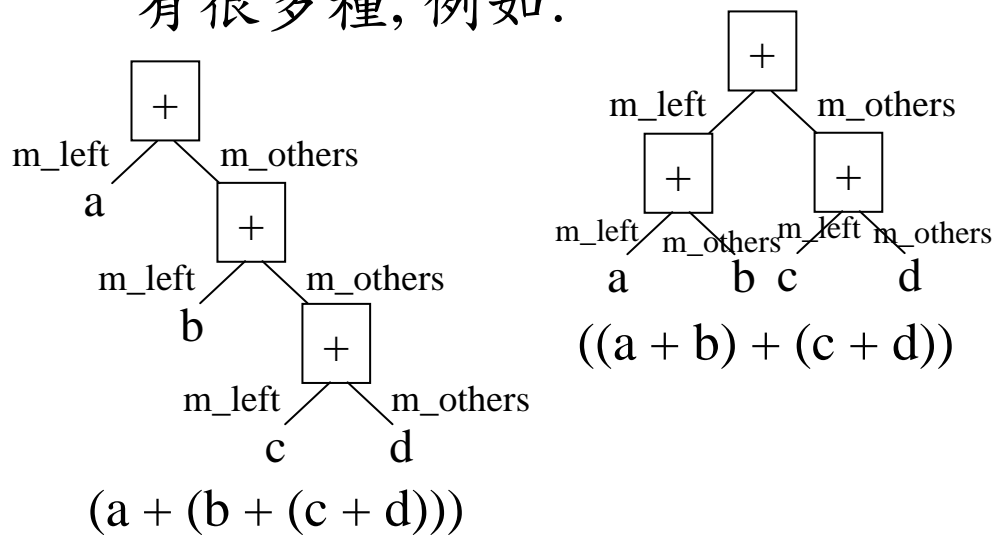 有很多種, 例如:
+
m_left m_others
a
+
m_left m_others
b
+
m_left m_others
c d
(a + (b + (c + d)))
+
m_left m_others
+ +
m_left m_others m_left m_others
a b c d
((a + b) + (c + d))